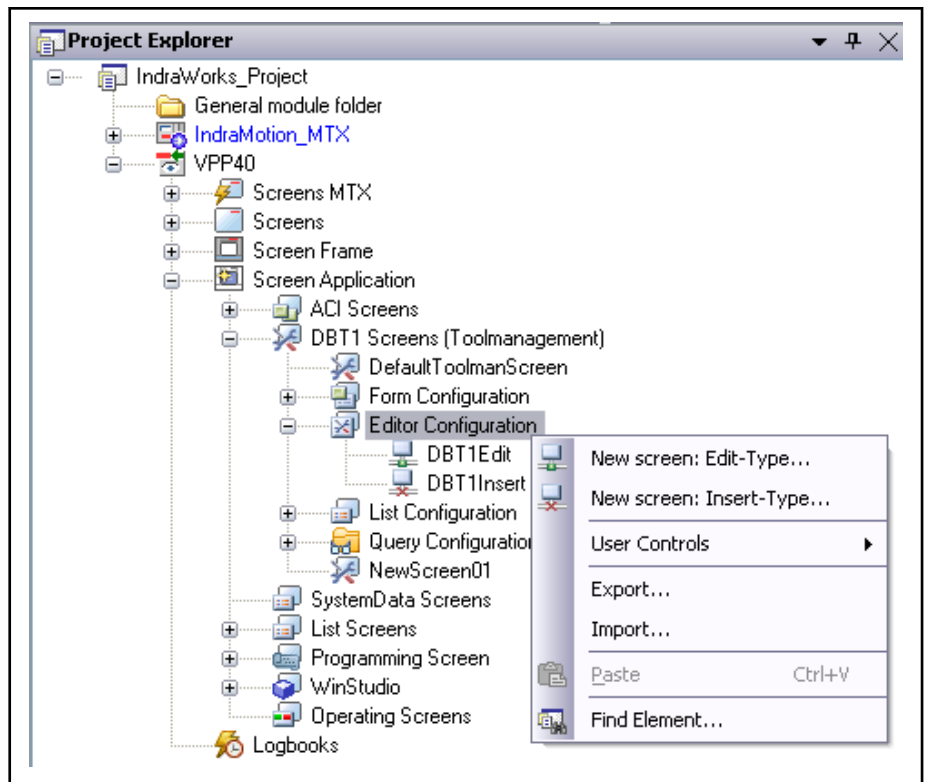 Project Explorer
IndraWorks_Project
General module folder
IndraMotion_MTX
VPP40
Screens MTX
Screens
Screen Frame
Screen Application
ACI Screens
DBT1 Screens (Toolmanagement)
DefaultToolmanScreen
Form Configuration
Editor Configuration
DBT1Edit
DBT1Insert
List Configuration
Query Configuration
NewScreen01
SystemData Screens
List Screens
Programming Screen
WinStudio
Operating Screens
Logbooks
New screen: Edit-Type...
New screen: Insert-Type...
User Controls
Export...
Import...
Paste Ctrl+V
Find Element...